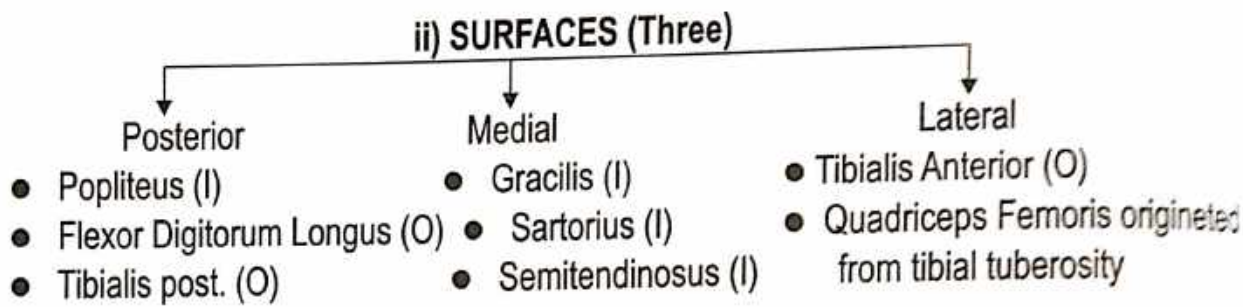 ii) SURFACES (Three)
Posterior
● Popliteus (I)
● Flexor Digitorum Longus (O)
● Tibialis post. (O)
Medial
● Gracilis (I)
● Sartorius (I)
● Semitendinosus (I)
Lateral
● Tibialis Anterior (O)
● Quadriceps Femoris origineted
from tibial tuberosity